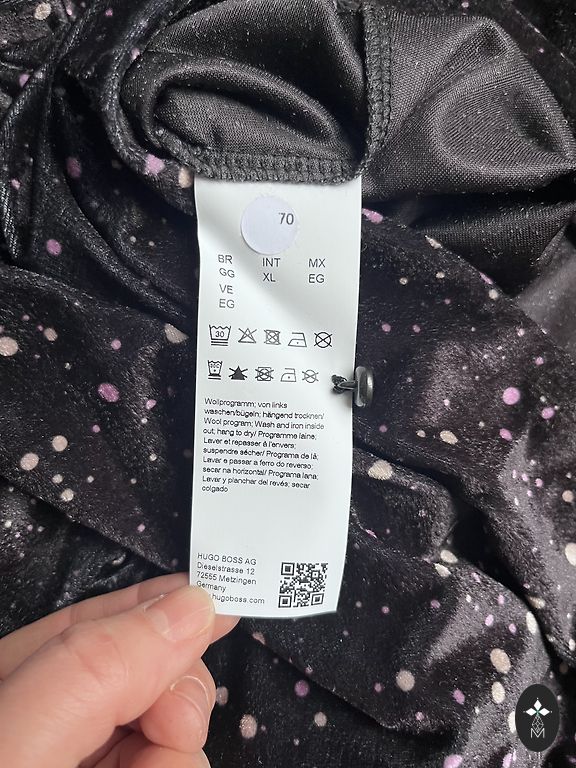 70
BR INT MX
GG XL EG
VE
EG
30
Wollprogramm; von links
waschen/bügeln; hängend trocknen/
Wool program; Wash and iron inside
out; hang to dry/ Programme laine;
Laver et repasser à l'envers;
suspendre sécher/ Programa de lã;
Lavar e passar a ferro do reverso;
secar na horizontal/ Programa lana;
Lavar y planchar del revés; secar
colgado
HUGO BOSS AG
Dieselstrasse 12
72555 Metzingen
Germany
hugoboss.com
M